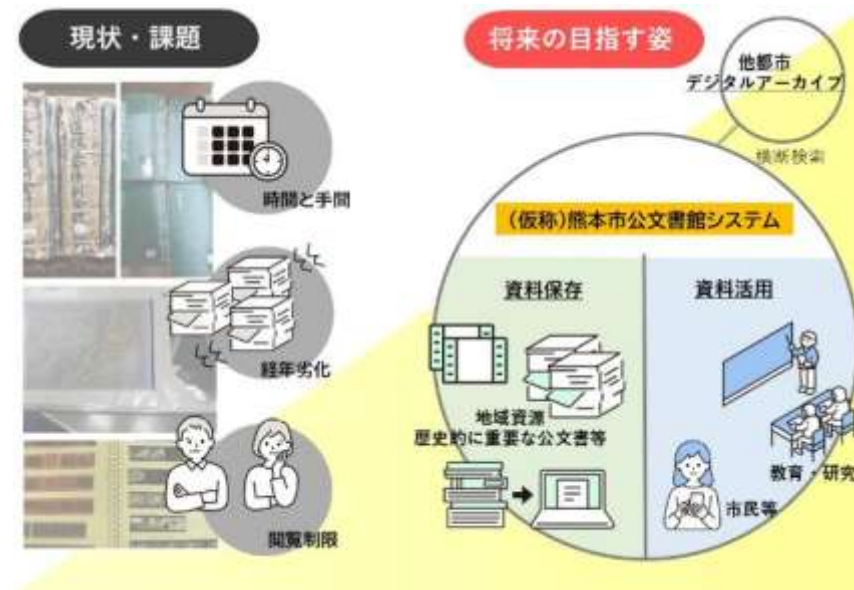 現状・課題
時間と手間
経年劣化
閲覧制限
将来の目指す姿
他都市
デジタルアーカイブ
横断検索
(仮称)熊本市公文書館システム
資料保存
地域資源
歴史的に重要な公文書等
資料活用
教育・研究
市民等